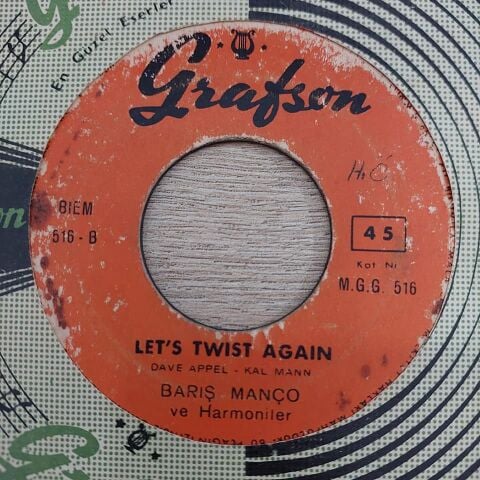 En Güzel Eserler
Grafson
H.Ć
BIEM
516 - B
45
Kat Nr
M.G.G. 516
LET'S TWIST AGAIN
DAVE APPEL - KAL MANN
BARIŞ MANÇO
ve Harmoniler